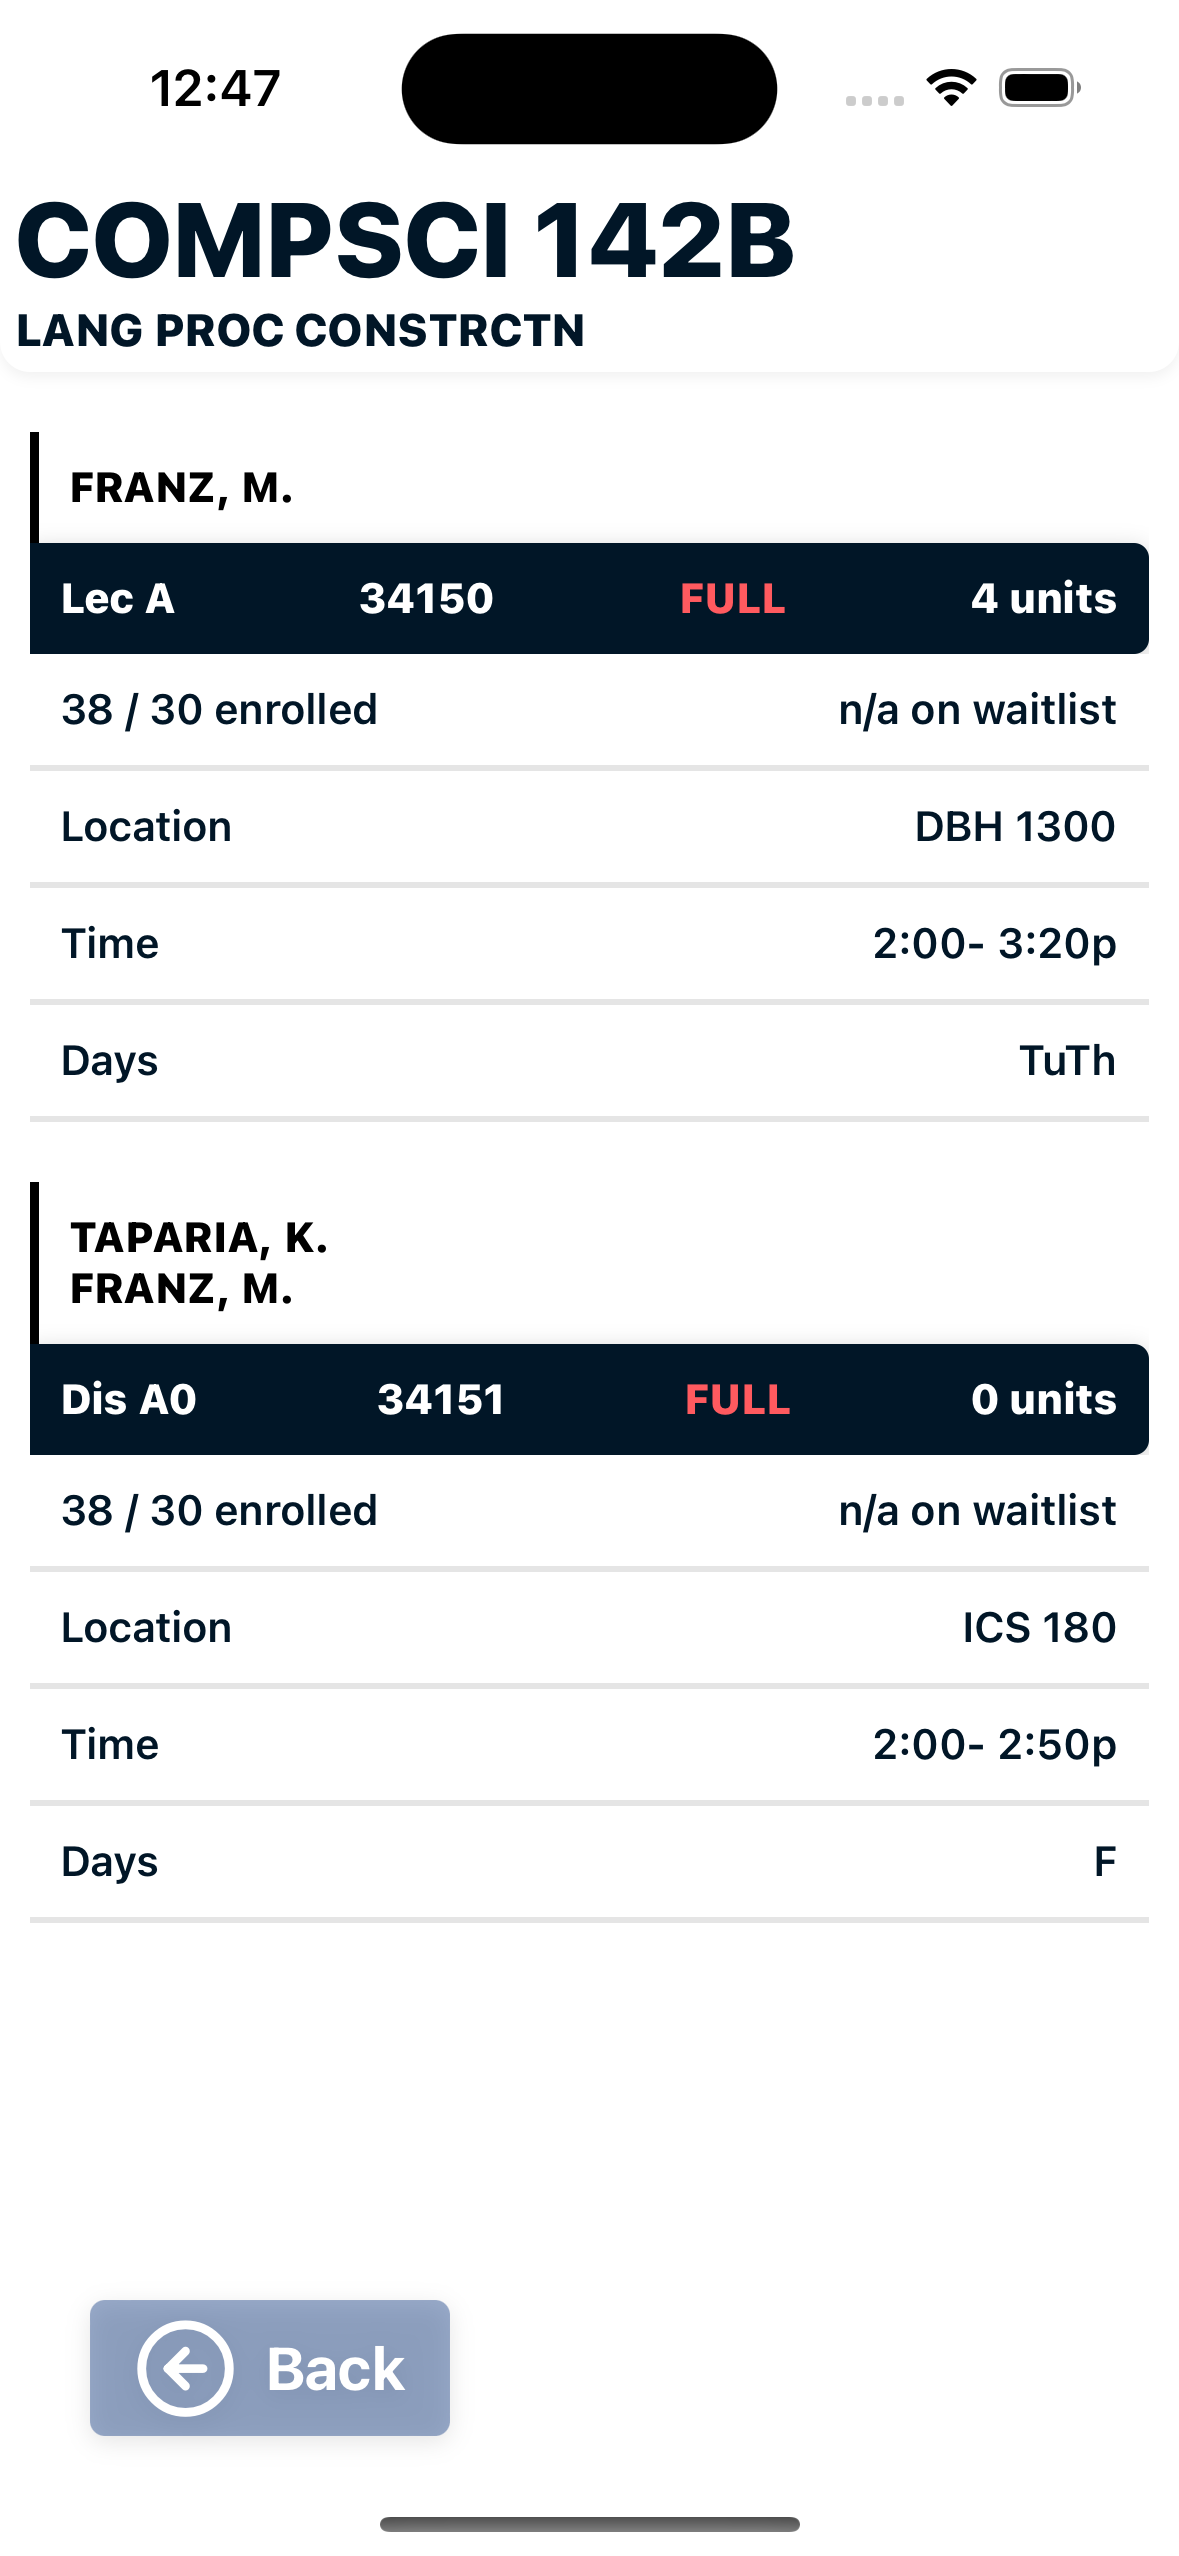 12:47
COMPSCI 142B
LANG PROC CONSTRCTN
FRANZ, M.
Lec A 34150 FULL 4 units
38 / 30 enrolled n/a on waitlist
Location DBH 1300
Time 2:00- 3:20p
Days TuTh
TAPARIA, K.
FRANZ, M.
Dis A0 34151 FULL 0 units
38 / 30 enrolled n/a on waitlist
Location ICS 180
Time 2:00- 2:50p
Days F
Back